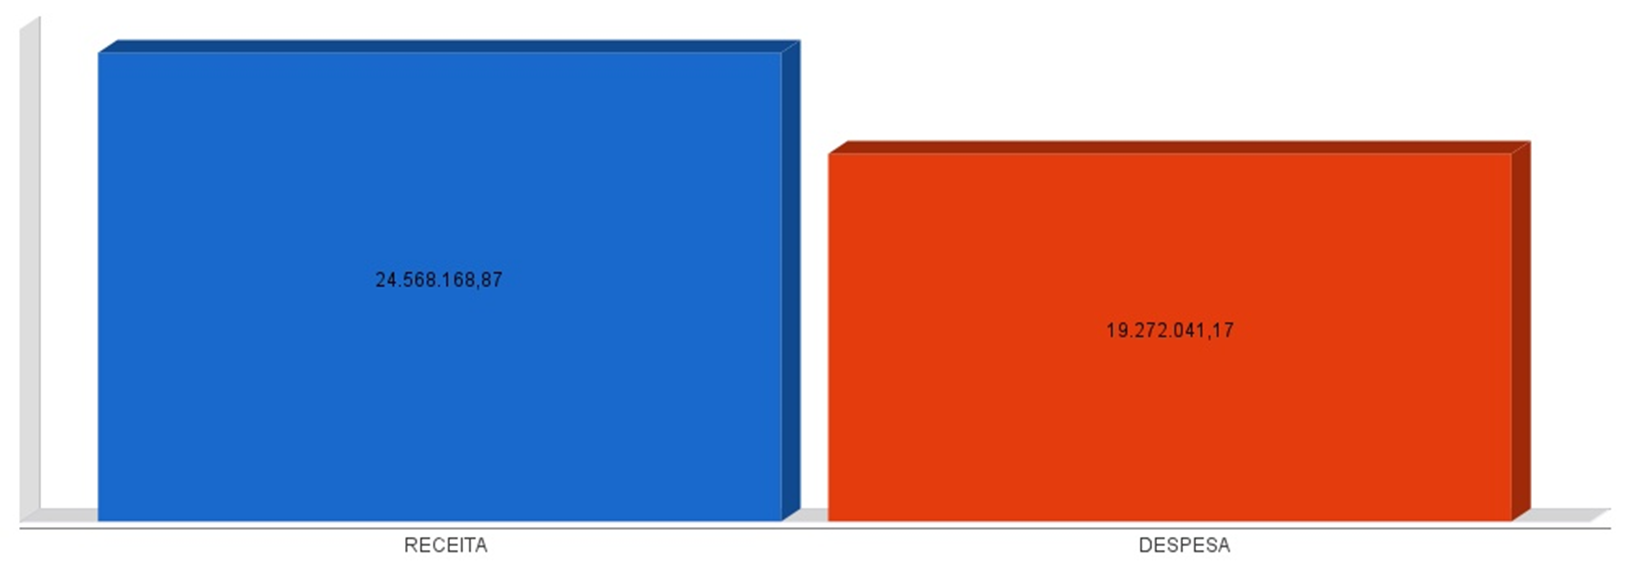 24.568.168,87
19.272.041,17
RECEITA
DESPESA